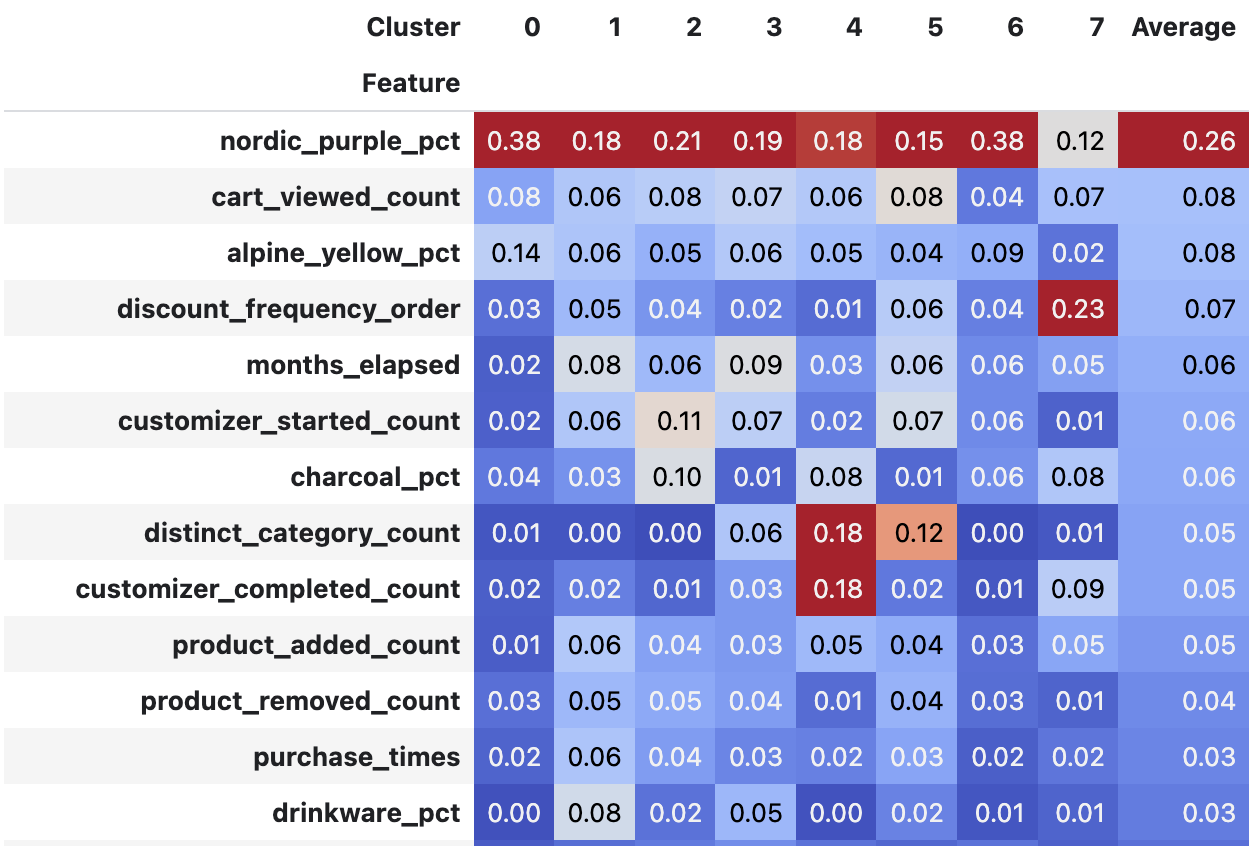 Cluster 0 1 2 3 4 5 6 7 Average
Feature
nordic_purple_pct 0.38 0.18 0.21 0.19 0.18 0.15 0.38 0.12 0.26
cart_viewed_count 0.08 0.06 0.08 0.07 0.06 0.08 0.04 0.07 0.08
alpine_yellow_pct 0.14 0.06 0.05 0.06 0.05 0.04 0.09 0.02 0.08
discount_frequency_order 0.03 0.05 0.04 0.02 0.01 0.06 0.04 0.23 0.07
months_elapsed 0.02 0.08 0.06 0.09 0.03 0.06 0.06 0.05 0.06
customizer_started_count 0.02 0.06 0.11 0.07 0.02 0.07 0.06 0.01 0.06
charcoal_pct 0.04 0.03 0.10 0.01 0.08 0.01 0.06 0.08 0.06
distinct_category_count 0.01 0.00 0.00 0.06 0.18 0.12 0.00 0.01 0.05
customizer_completed_count 0.02 0.02 0.01 0.03 0.18 0.02 0.01 0.09 0.05
product_added_count 0.01 0.06 0.04 0.03 0.05 0.04 0.03 0.05 0.05
product_removed_count 0.03 0.05 0.05 0.04 0.01 0.04 0.03 0.01 0.04
purchase_times 0.02 0.06 0.04 0.03 0.02 0.03 0.02 0.02 0.03
drinkware_pct 0.00 0.08 0.02 0.05 0.00 0.02 0.01 0.01 0.03